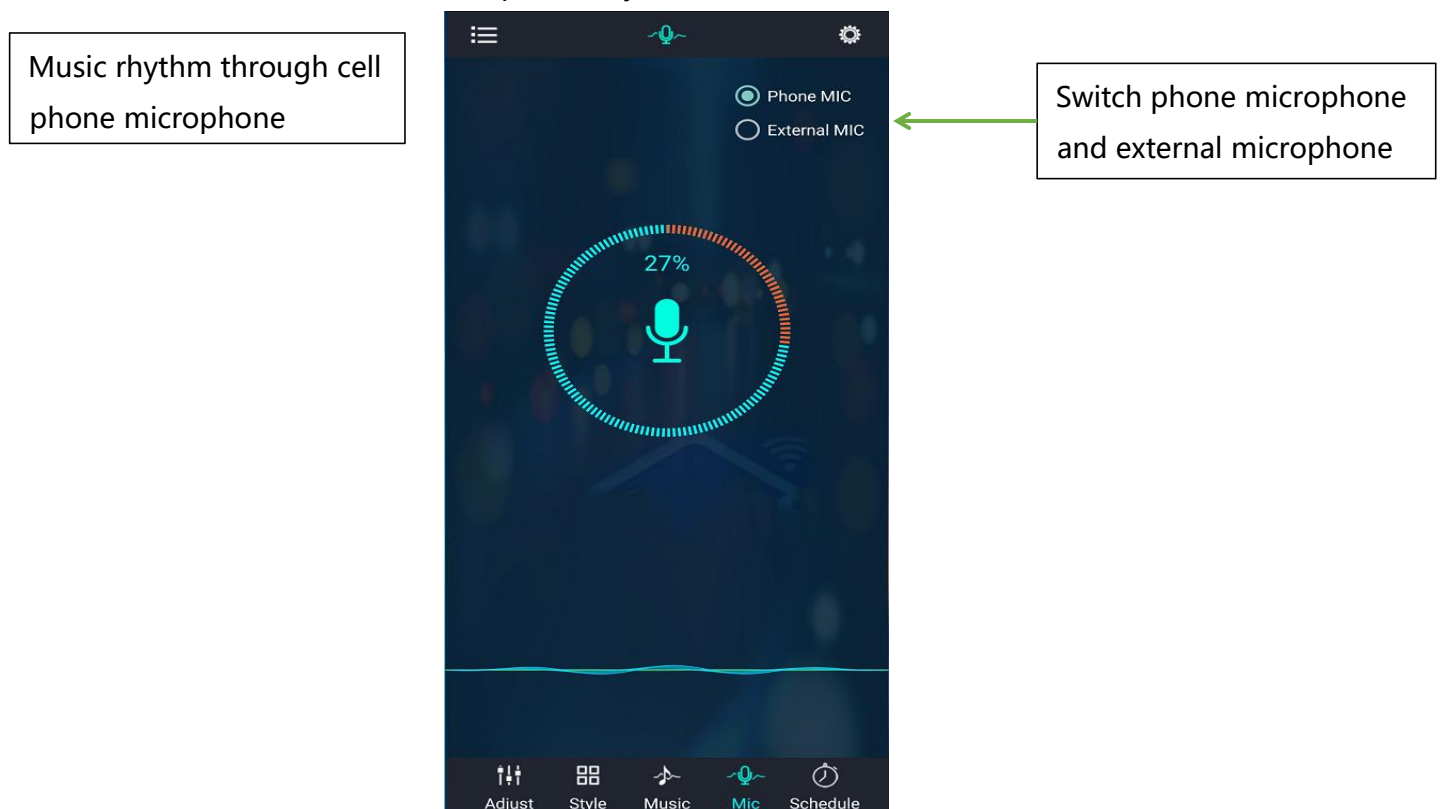 Music rhythm through cell
phone microphone
Phone MIC
External MIC
Switch phone microphone
and external microphone
27%
Adjust Style Music Mic Schedule